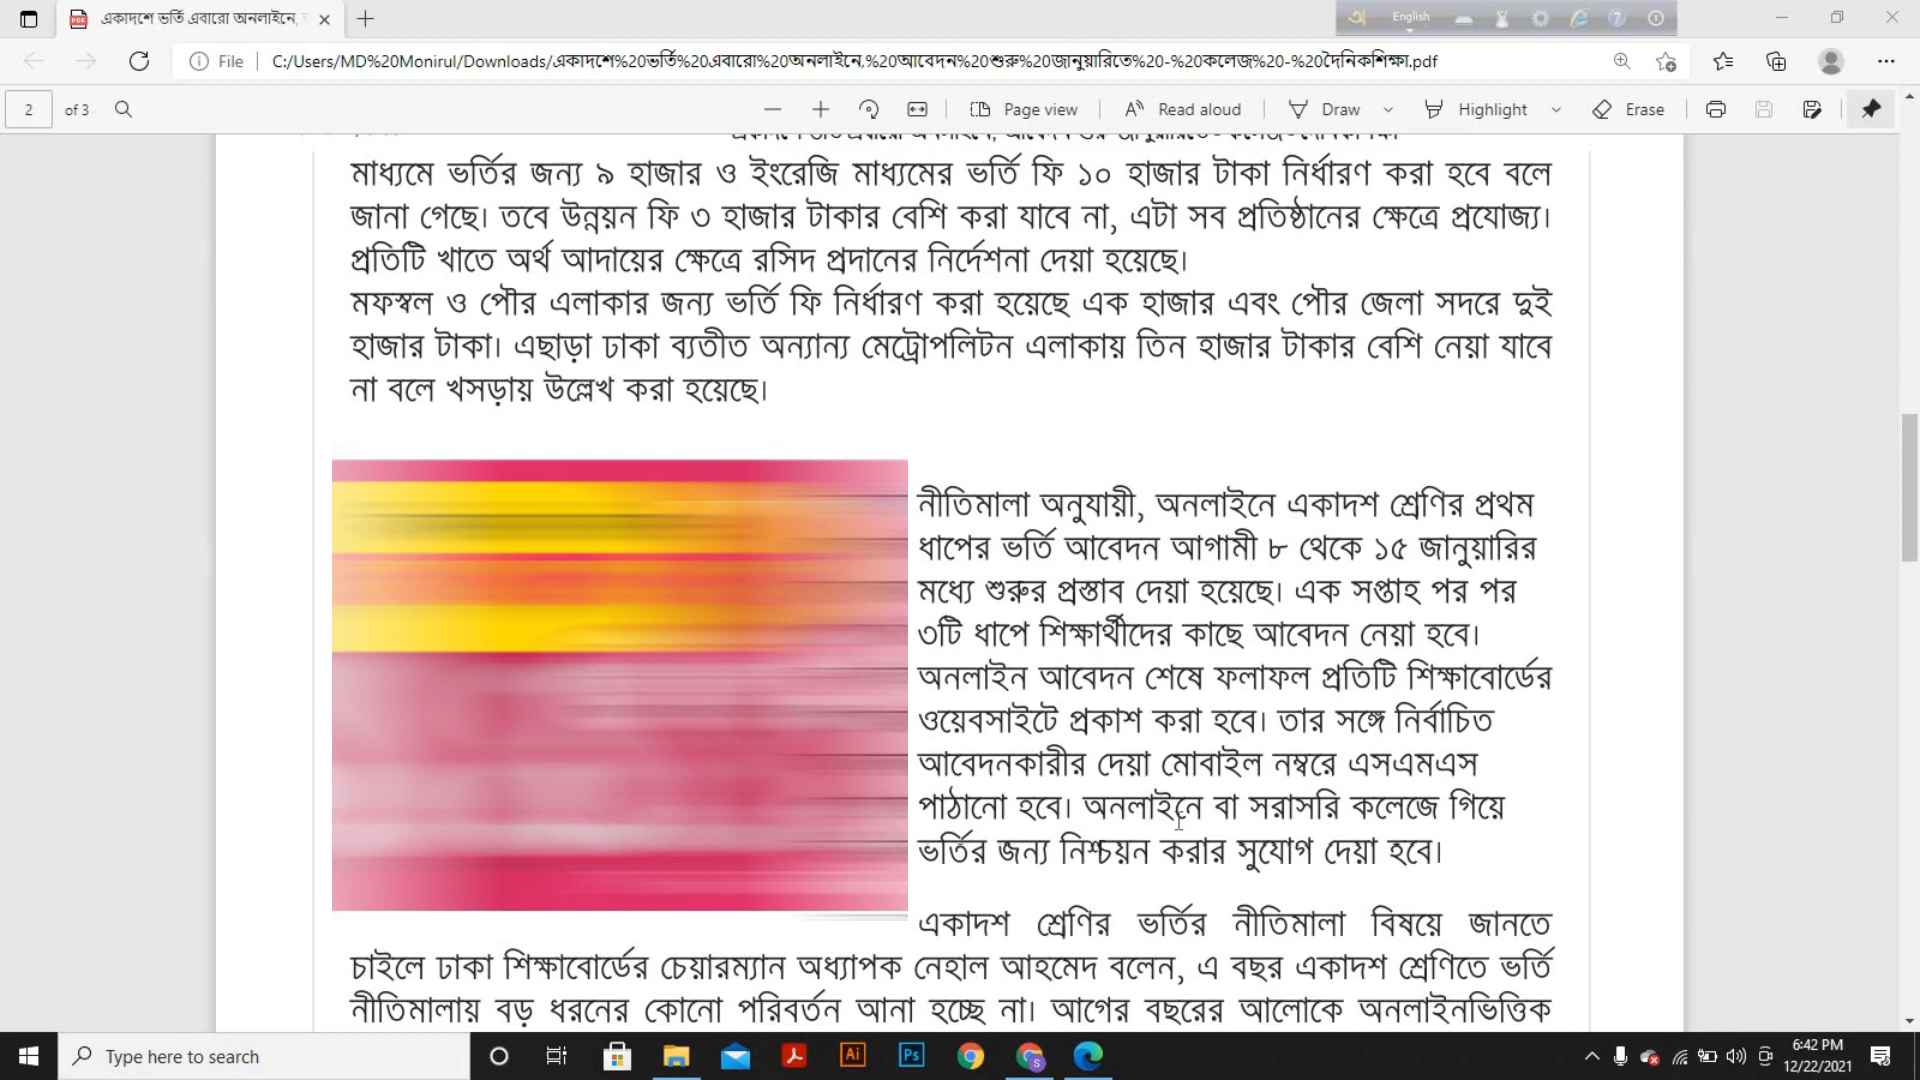 একাদশে ভর্তি এবারো অনলাইনে,
English
File
C:/Users/MD%20Monirul/Downloads/একাদশে%20ভর্তি%20এবারো%20অনলাইনে,%20আবেদন%20শুরু%20জানুয়ারিতে%20-%20কলেজ%20-%20দৈনিকশিক্ষা.pdf
2 of 3
Page view
Read aloud
Draw
Highlight
Erase
মাধ্যমে ভর্তির জন্য ৯ হাজার ও ইংরেজি মাধ্যমের ভর্তি ফি ১০ হাজার টাকা নির্ধারণ করা হবে বলে
জানা গেছে। তবে উন্নয়ন ফি ৩ হাজার টাকার বেশি করা যাবে না, এটা সব প্রতিষ্ঠানের ক্ষেত্রে প্রযোজ্য।
প্রতিটি খাতে অর্থ আদায়ের ক্ষেত্রে রসিদ প্রদানের নির্দেশনা দেয়া হয়েছে।
মফস্বল ও পৌর এলাকার জন্য ভর্তি ফি নির্ধারণ করা হয়েছে এক হাজার এবং পৌর জেলা সদরে দুই
হাজার টাকা। এছাড়া ঢাকা ব্যতীত অন্যান্য মেট্রোপলিটন এলাকায় তিন হাজার টাকার বেশি নেয়া যাবে
না বলে খসড়ায় উল্লেখ করা হয়েছে।
নীতিমালা অনুযায়ী, অনলাইনে একাদশ শ্রেণির প্রথম
ধাপের ভর্তি আবেদন আগামী ৮ থেকে ১৫ জানুয়ারির
মধ্যে শুরুর প্রস্তাব দেয়া হয়েছে। এক সপ্তাহ পর পর
৩টি ধাপে শিক্ষার্থীদের কাছে আবেদন নেয়া হবে।
অনলাইন আবেদন শেষে ফলাফল প্রতিটি শিক্ষাবোর্ডের
ওয়েবসাইটে প্রকাশ করা হবে। তার সঙ্গে নির্বাচিত
আবেদনকারীর দেয়া মোবাইল নম্বরে এসএমএস
পাঠানো হবে। অনলাইনে বা সরাসরি কলেজে গিয়ে
ভর্তির জন্য নিশ্চয়ন করার সুযোগ দেয়া হবে।
একাদশ শ্রেণির ভর্তির নীতিমালা বিষয়ে জানতে
চাইলে ঢাকা শিক্ষাবোর্ডের চেয়ারম্যান অধ্যাপক নেহাল আহমেদ বলেন, এ বছর একাদশ শ্রেণিতে ভর্তি
নীতিমালায় বড় ধরনের কোনো পরিবর্তন আনা হচ্ছে না। আগের বছরের আলোকে অনলাইনভিত্তিক
Type here to search
Ai
Ps
6:42 PM
12/22/2021